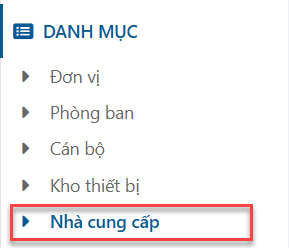 DANH MỤC
Đơn vị
Phòng ban
Cán bộ
Kho thiết bị
Nhà cung cấp